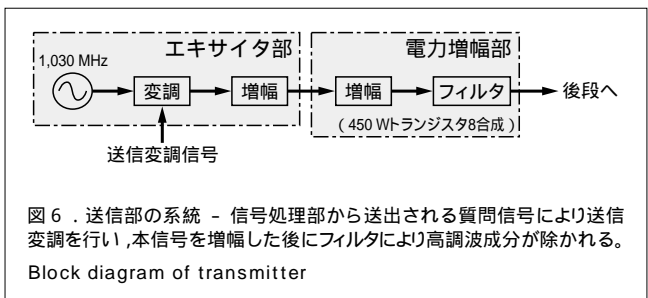 エキサイタ部
電力増幅部
1,030 MHz
変調
増幅
増幅
フィルタ
後段へ
(450 Wトランジスタ8合成)
送信変調信号
図6.送信部の系統 － 信号処理部から送出される質問信号により送信
変調を行い,本信号を増幅した後にフィルタにより高調波成分が除かれる。
Block diagram of transmitter